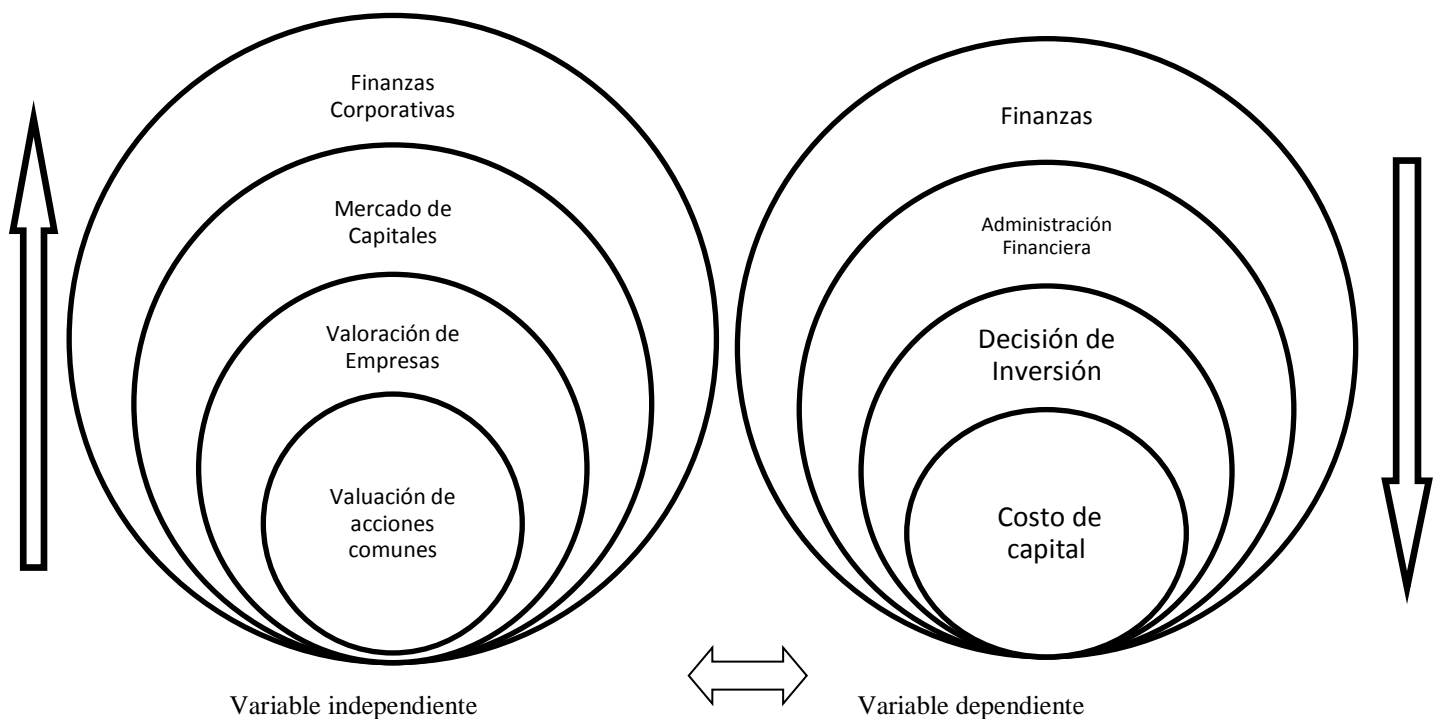 Finanzas
Corporativas
Mercado de
Capitales
Valoración de
Empresas
Valuación de
acciones
comunes
Variable independiente
Finanzas
Administración
Financiera
Decisión de
Inversión
Costo de
capital
Variable dependiente